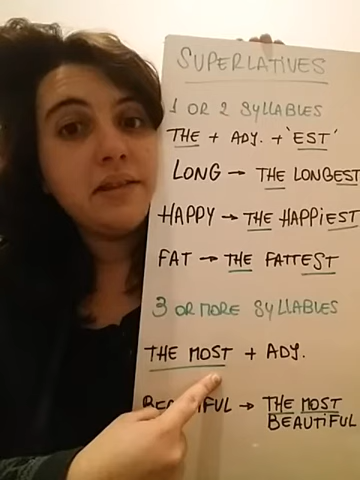 SUPERLATIVES
1 OR 2 SYLLABLES
THE + ADJ. + 'EST'
LONG → THE LONGEST
HAPPY → THE HAPPIEST
FAT → THE FATTEST
3 OR MORE SYLLABLES
THE MOST + ADJ.
BEAUTIFUL → THE MOST
BEAUTIFUL